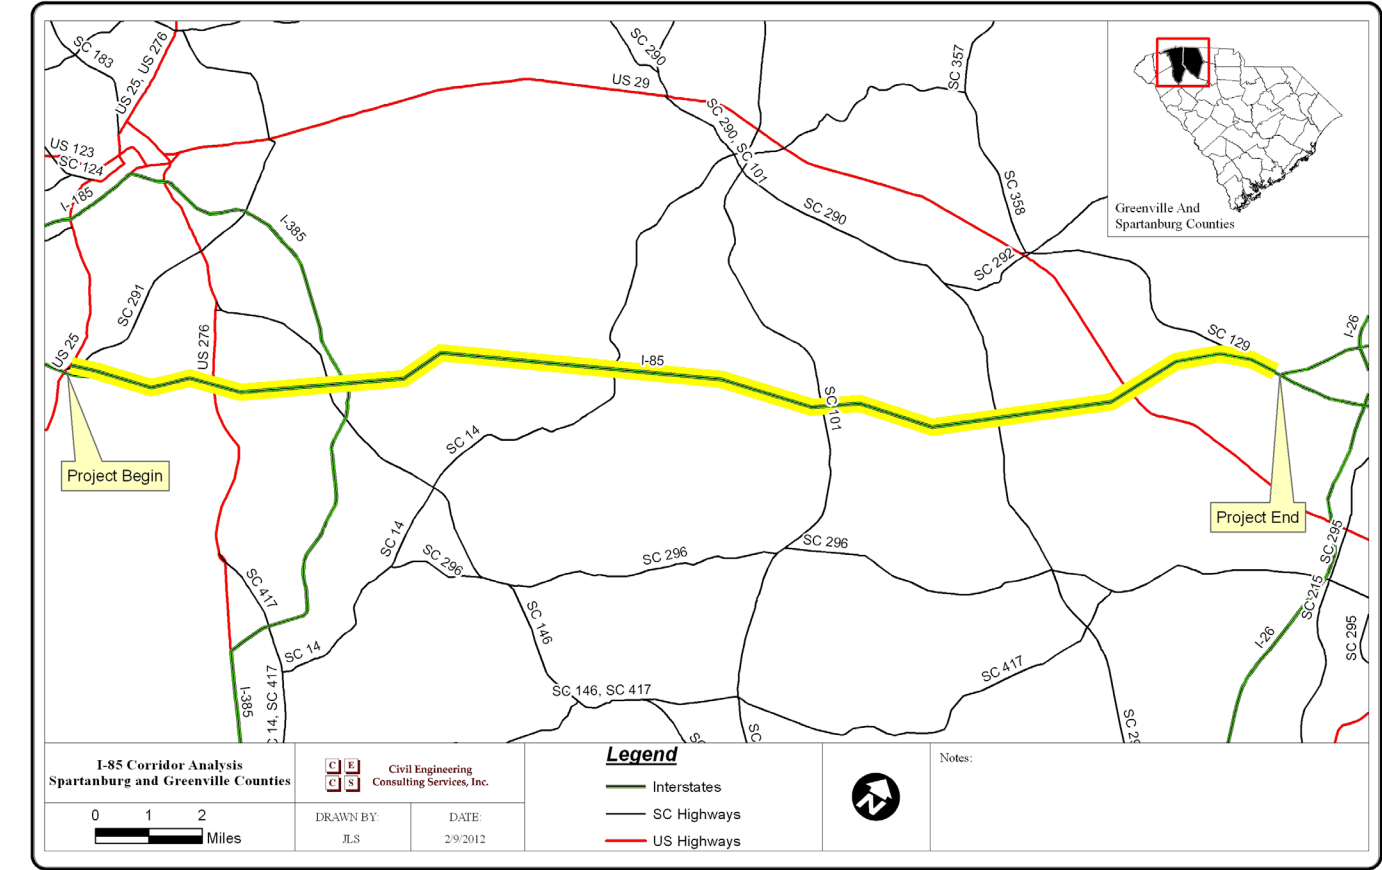 SC 183
US 25, US 276
SC 290
US 29
SC 357
SC 290, SC 101
US 123
SC 124
I-185
I-385
SC 290
SC 358
SC 292
Greenville And
Spartanburg Counties
SC 291
US 25
US 276
I-85
SC 129
I-26
SC 101
SC 14
Project Begin
Project End
SC 14
SC 296
SC 296
SC 296
SC 295
SC 417
SC 146
SC 215
SC 295
I-26
SC 14
SC 417
SC 146, SC 417
I-385
14, SC 417
SC 29
SC
SC
I-85 Corridor Analysis
Spartanburg and Greenville Counties
0 1 2
Miles
C E
C S
Civil Engineering
Consulting Services, Inc.
DRAWN BY:
JLS
DATE:
2/9/2012
Legend
Interstates
SC Highways
US Highways
N
Notes: